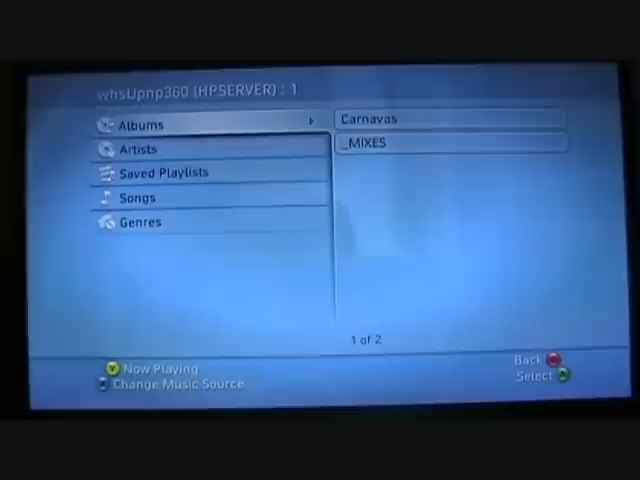 whsUpnp360 (HPSERVER) : 1
Albums
Artists
Saved Playlists
Songs
Genres
Carnavas
_MIXES
1 of 2
Y Now Playing
Change Music Source
Back
Select